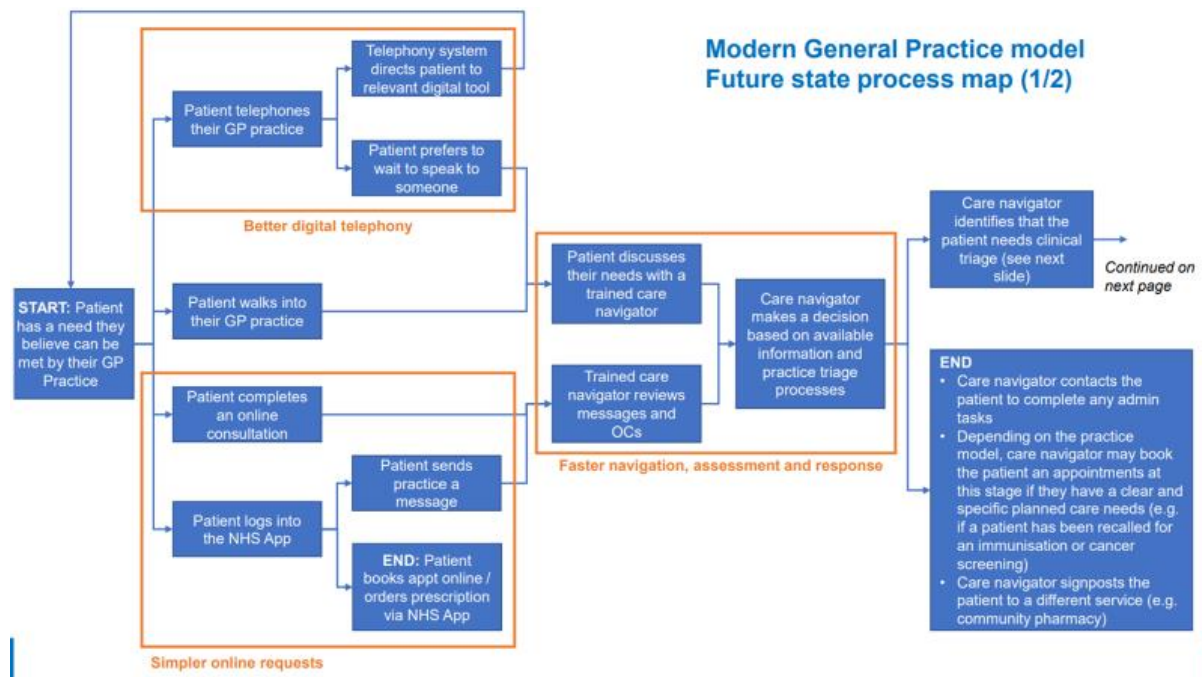 Modern General Practice model
Future state process map (1/2)
Telephony system
directs patient to
relevant digital tool
Patient telephones
their GP practice
Patient prefers to
wait to speak to
someone
Better digital telephony
START: Patient
has a need they
believe can be
met by their GP
Practice
Patient walks into
their GP practice
Patient completes
an online
consultation
Patient logs into
the NHS App
Patient sends
practice a
message
END: Patient
books appt online /
orders prescription
via NHS App
Simpler online requests
Patient discusses
their needs with a
trained care
navigator
Trained care
navigator reviews
messages and
OCs
Care navigator
makes a decision
based on available
information and
practice triage
processes
Faster navigation, assessment and response
Care navigator
identifies that the
patient needs clinical
triage (see next
slide)
Continued on
next page
END
• Care navigator contacts the
patient to complete any admin
tasks
• Depending on the practice
model, care navigator may book
the patient an appointments at
this stage if they have a clear and
specific planned care needs (e.g.
if a patient has been recalled for
an immunisation or cancer
screening)
• Care navigator signposts the
patient to a different service (e.g.
community pharmacy)